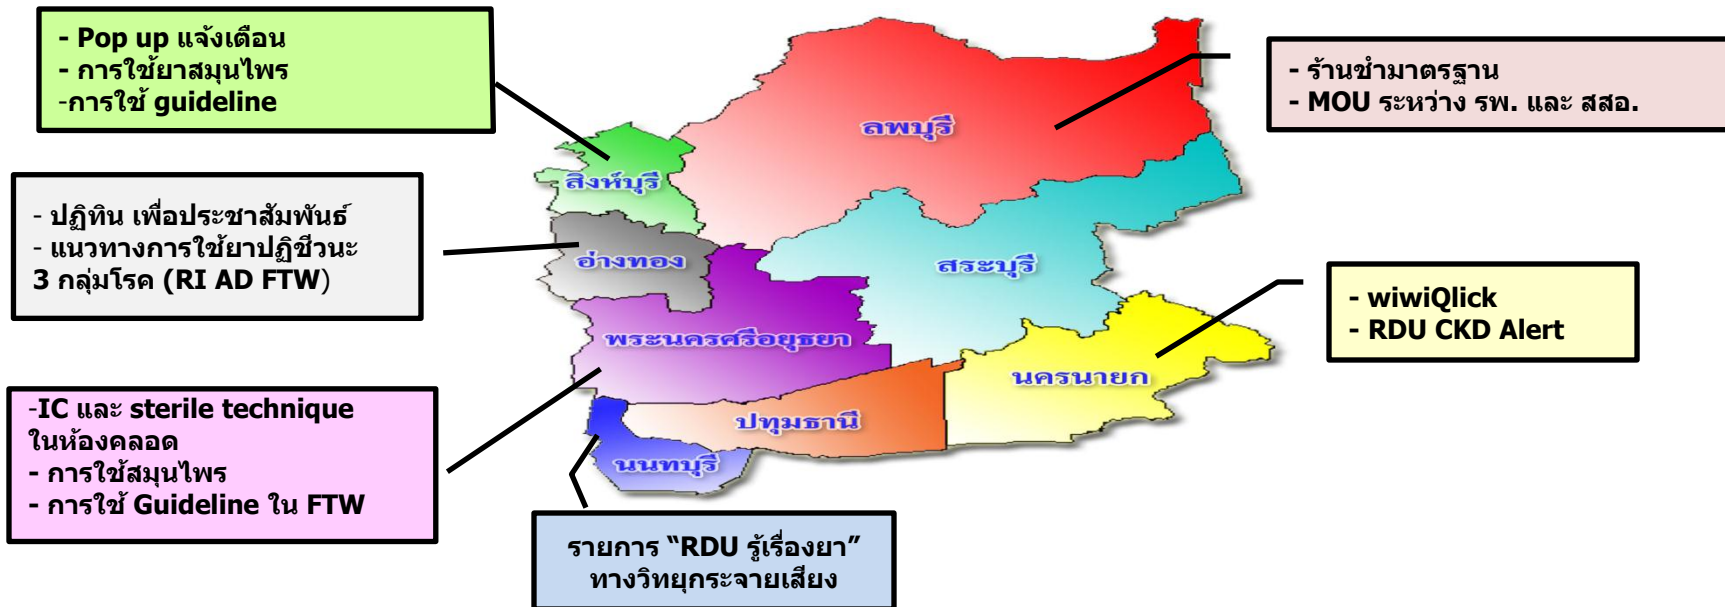 - Pop up แจ้งเตือน
- การใช้ยาสมุนไพร
-การใช้ guideline
- ร้านชำมาตรฐาน
- MOU ระหว่าง รพ. และ สสอ.
ลพบุรี
สิงห์บุรี
- ปฏิทิน เพื่อประชาสัมพันธ์
- แนวทางการใช้ยาปฏิชีวนะ
3 กลุ่มโรค (RI AD FTW)
อ่างทอง
สระบุรี
- wiwiQlick
- RDU CKD Alert
พระนครศรีอยุธยา
นครนายก
-IC และ sterile technique
ในห้องคลอด
- การใช้สมุนไพร
- การใช้ Guideline ใน FTW
ปทุมธานี
นนทบุรี
รายการ “RDU รู้เรื่องยา”
ทางวิทยุกระจายเสียง